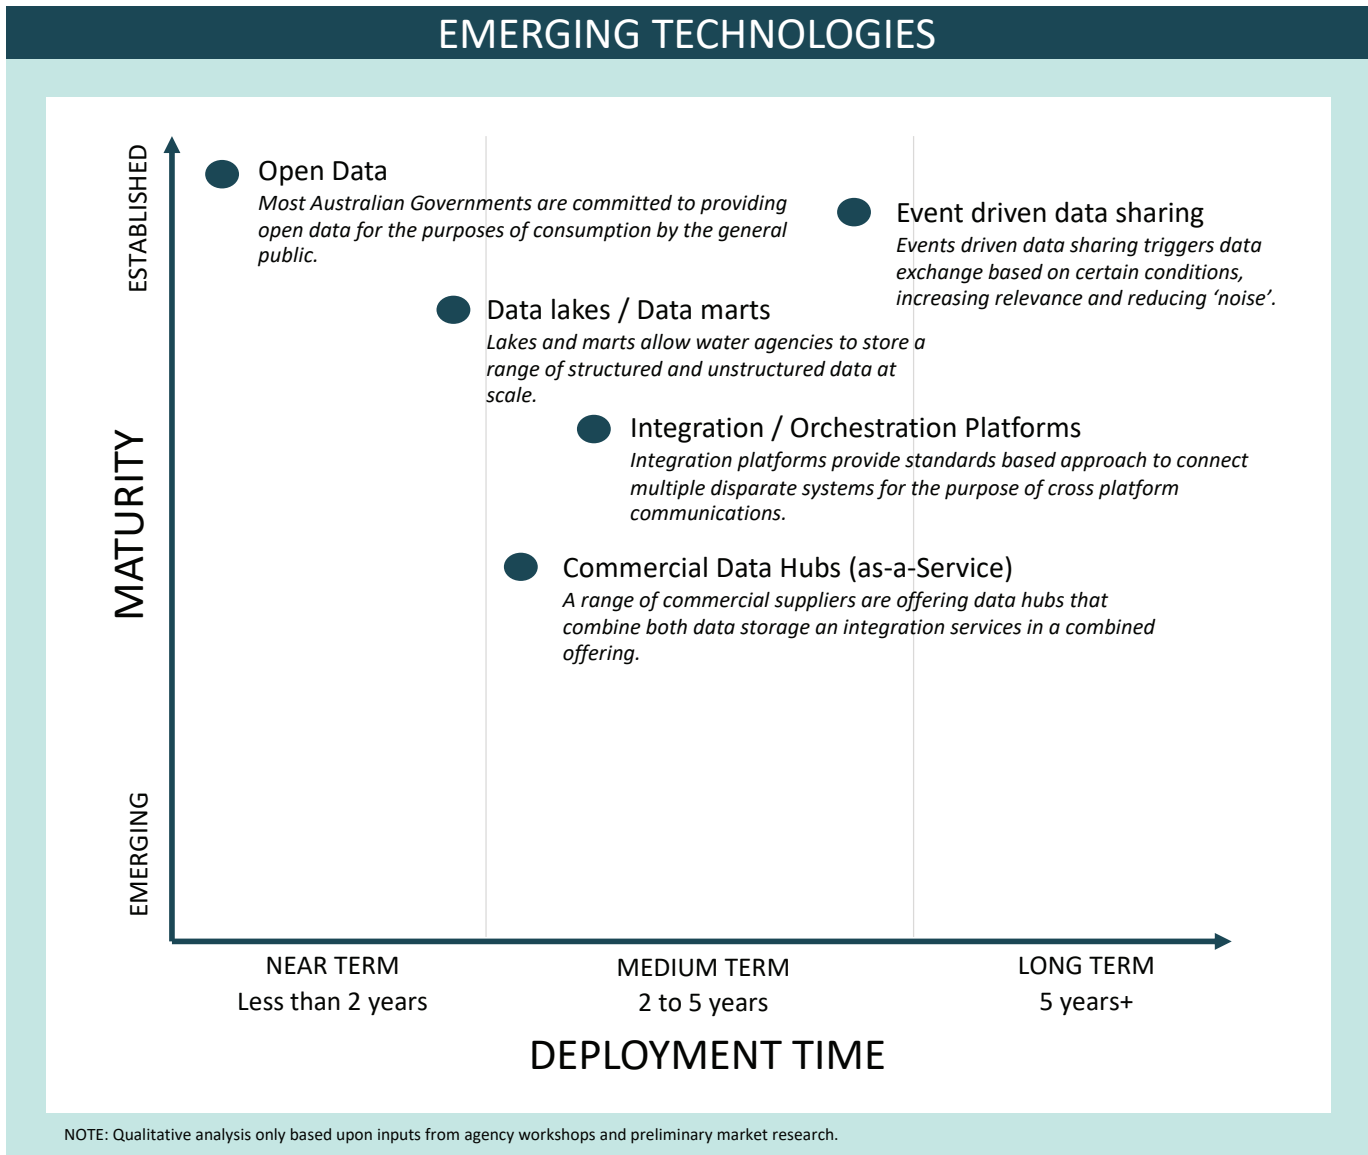 EMERGING TECHNOLOGIES
ESTABLISHED
MATURITY
EMERGING
Open Data
Most Australian Governments are committed to providing
open data for the purposes of consumption by the general
public.
Event driven data sharing
Events driven data sharing triggers data
exchange based on certain conditions,
increasing relevance and reducing ‘noise’.
Data lakes / Data marts
Lakes and marts allow water agencies to store a
range of structured and unstructured data at
scale.
Integration / Orchestration Platforms
Integration platforms provide standards based approach to connect
multiple disparate systems for the purpose of cross platform
communications.
Commercial Data Hubs (as-a-Service)
A range of commercial suppliers are offering data hubs that
combine both data storage an integration services in a combined
offering.
NEAR TERM
Less than 2 years
MEDIUM TERM
2 to 5 years
LONG TERM
5 years+
DEPLOYMENT TIME
NOTE: Qualitative analysis only based upon inputs from agency workshops and preliminary market research.